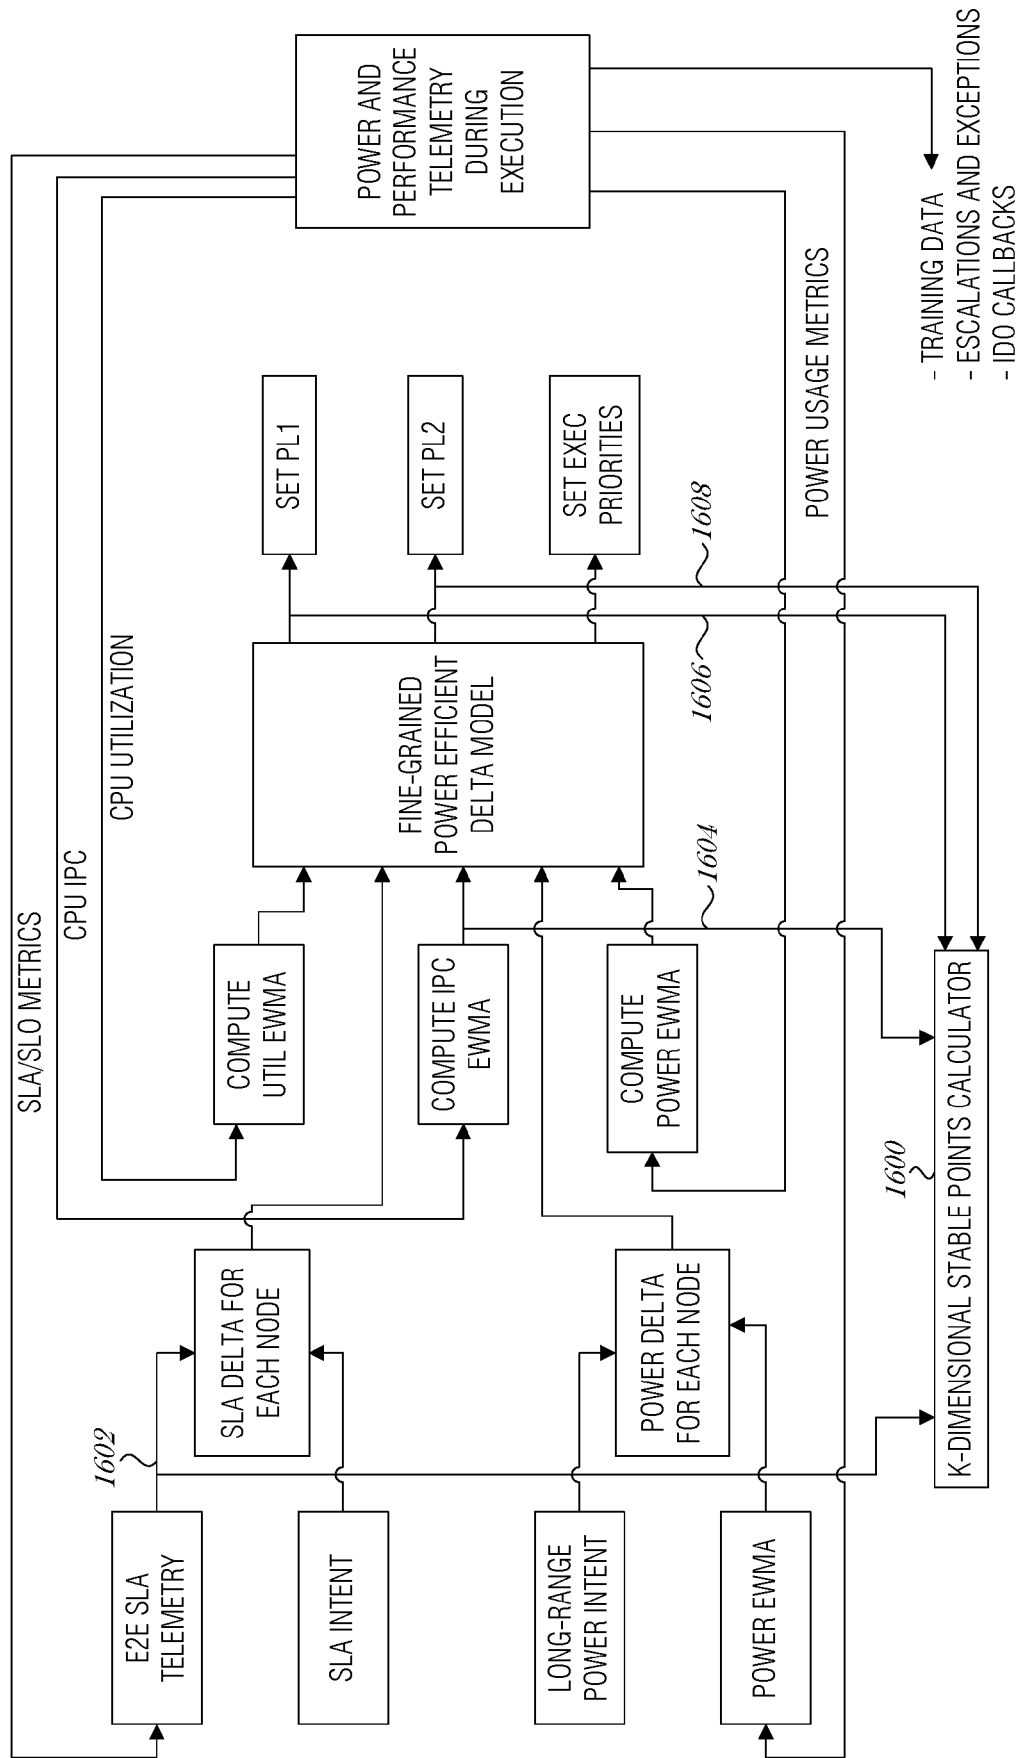 SLA/SLO METRICS
CPU IPC
CPU UTILIZATION
E2E SLA
TELEMETRY
1602
SLA INTENT
SLA DELTA FOR
EACH NODE
LONG-RANGE
POWER INTENT
POWER EWMA
POWER DELTA
FOR EACH NODE
COMPUTE
UTIL EWMA
COMPUTE IPC
EWMA
COMPUTE
POWER EWMA
1604
FINE-GRAINED
POWER EFFICIENT
DELTA MODEL
1606
1608
SET PL1
SET PL2
SET EXEC
PRIORITIES
POWER AND
PERFORMANCE
TELEMETRY
DURING
EXECUTION
POWER USAGE METRICS
- TRAINING DATA
- ESCALATIONS AND EXCEPTIONS
- IDO CALLBACKS
1600
K-DIMENSIONAL STABLE POINTS CALCULATOR